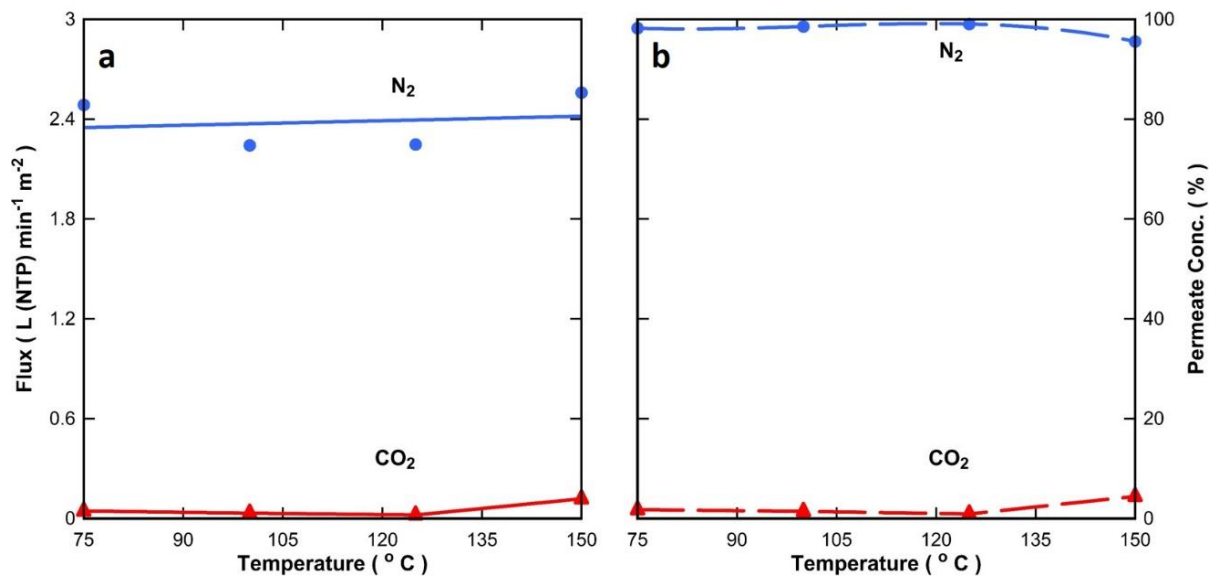 a
N₂
CO₂
3
2.4
1.8
1.2
0.6
0
75
90
105
120
135
150
Flux ( L (NTP) min⁻¹ m⁻²)
Temperature ( ° C )
b
N₂
CO₂
100
80
60
40
20
0
75
90
105
120
135
150
Permeate Conc. ( % )
Temperature ( ° C )